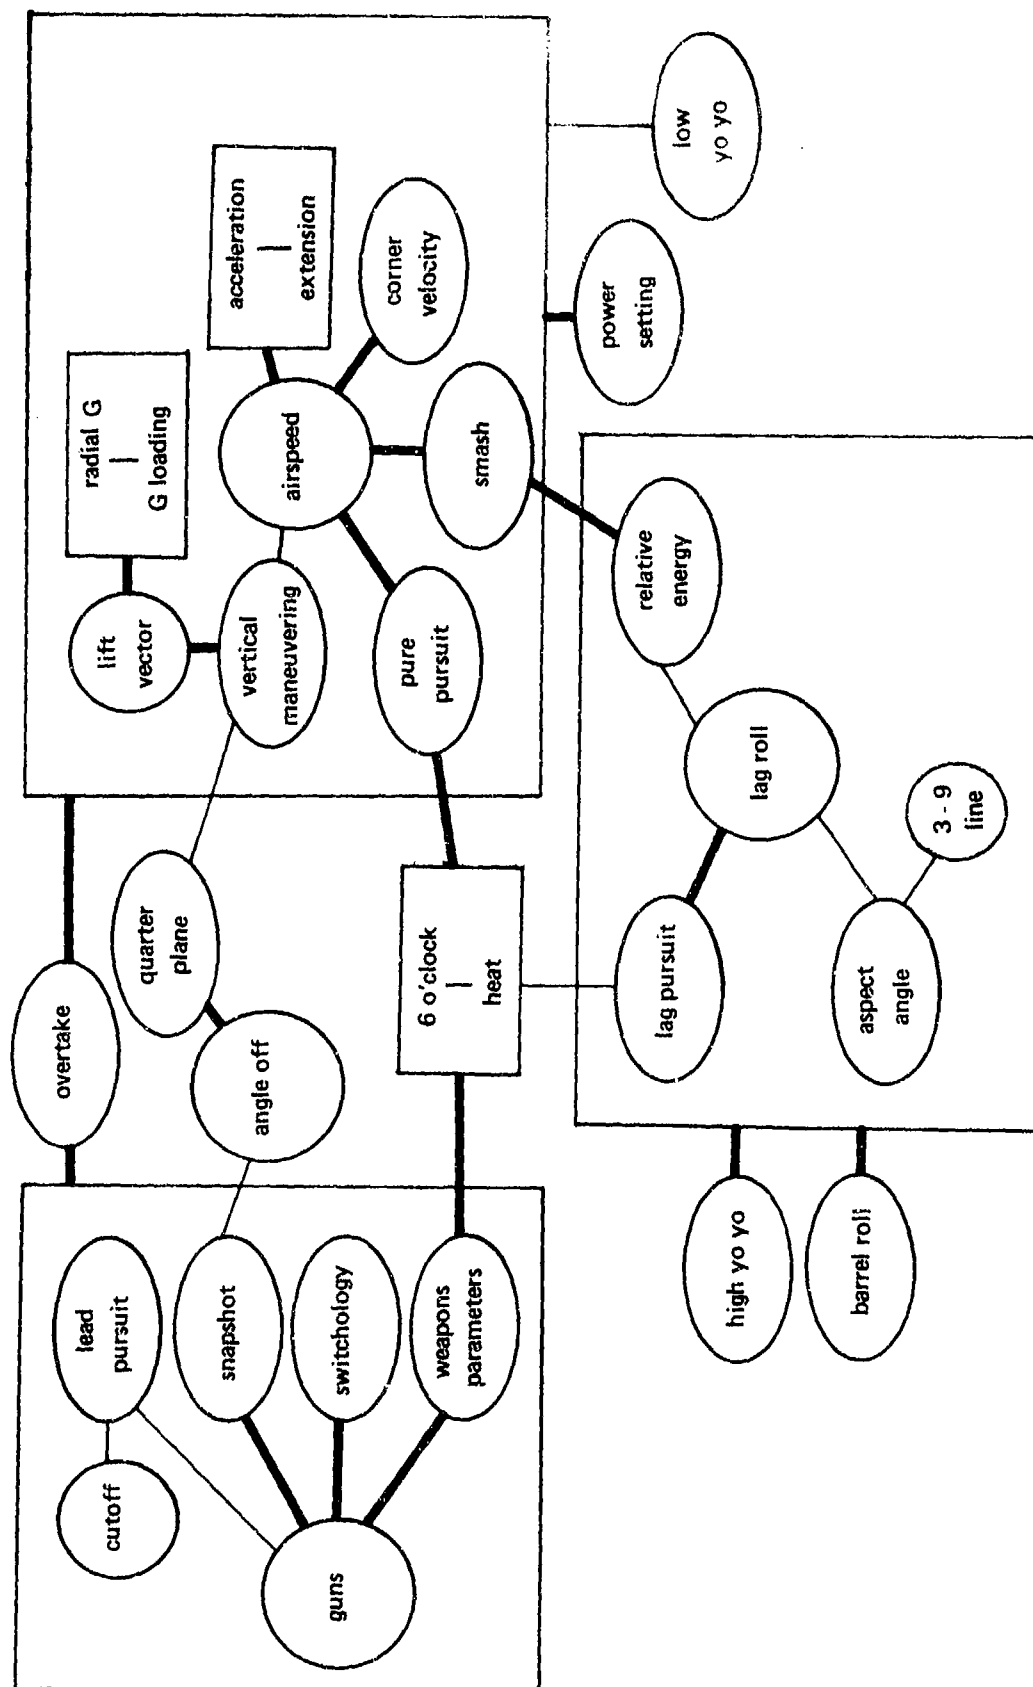 cutoff
lead
pursuit
snapshot
switchology
weapons
parameters
guns
overtake
angle off
quarter
plane
6 o'clock
heat
lift
vector
radial G
G loading
vertical
maneuvering
airspeed
acceleration
extension
corner
velocity
pure
pursuit
smash
power
setting
low
yo yo
high yo yo
barrel roll
lag pursuit
lag roll
relative
energy
aspect
angle
3 - 9
line